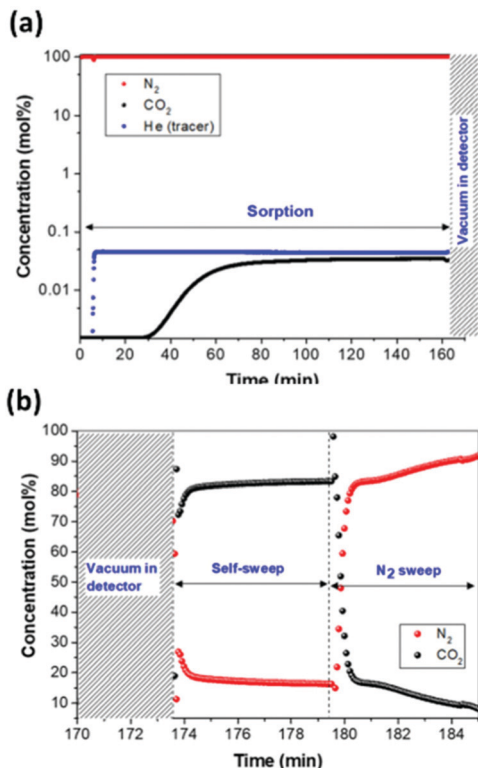 (a)
Concentration (mol%)
100
1
0.1
0.01
N₂
CO₂
He (tracer)
Sorption
Vacuum in detector
0 20 40 60 80 100 120 140 160
Time (min)
(b)
Concentration (mol%)
100
90
80
70
60
50
40
30
20
10
Vacuum in
detector
Self-sweep
N₂ sweep
N₂
CO₂
170 172 174 176 178 180 182 184
Time (min)